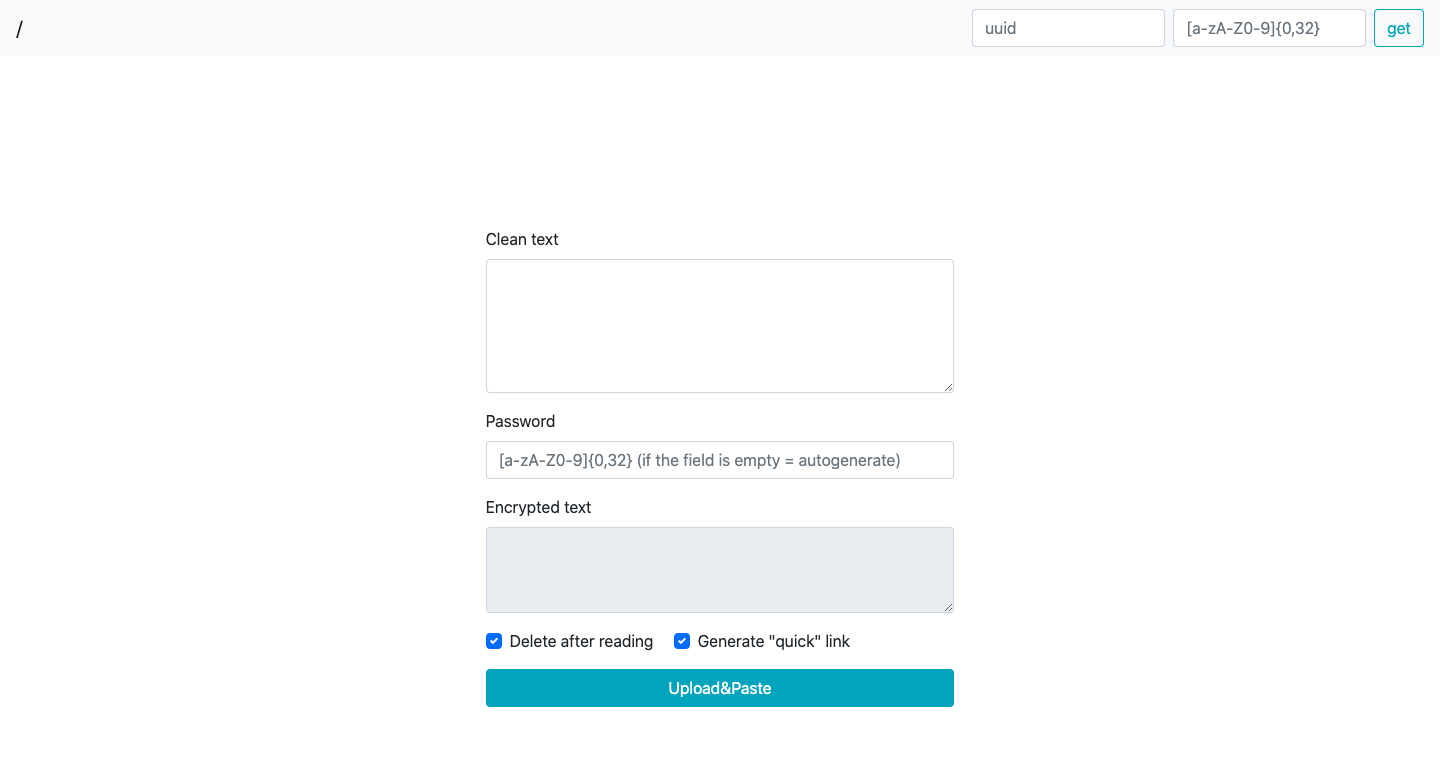 / uuid [a-zA-Z0-9]{0,32} get
Clean text
Password
[a-zA-Z0-9]{0,32} (if the field is empty = autogenerate)
Encrypted text
Delete after reading Generate "quick" link
Upload&Paste